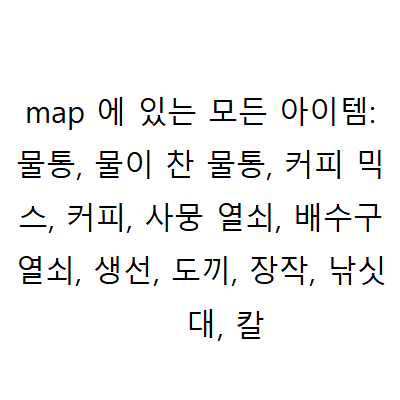 map 에 있는 모든 아이템:
물통, 물이 찬 물통, 커피 믹
스, 커피, 사뭉 열쇠, 배수구
열쇠, 생선, 도끼, 장작, 낚싯
대, 칼